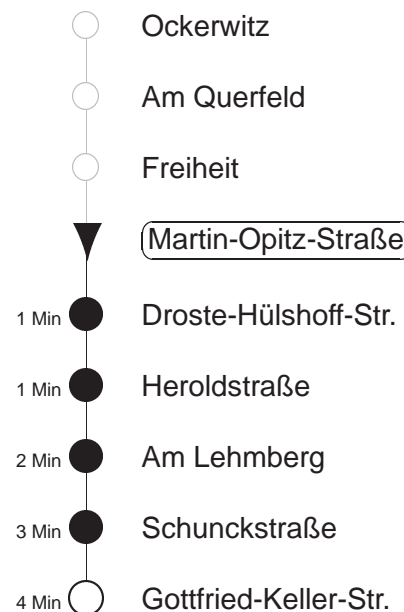 Ockerwitz
Am Querfeld
Freiheit
Martin-Opitz-Straße
1 Min Droste-Hülshoff-Str.
1 Min Heroldstraße
2 Min Am Lehmberg
3 Min Schunckstraße
4 Min Gottfried-Keller-Str.